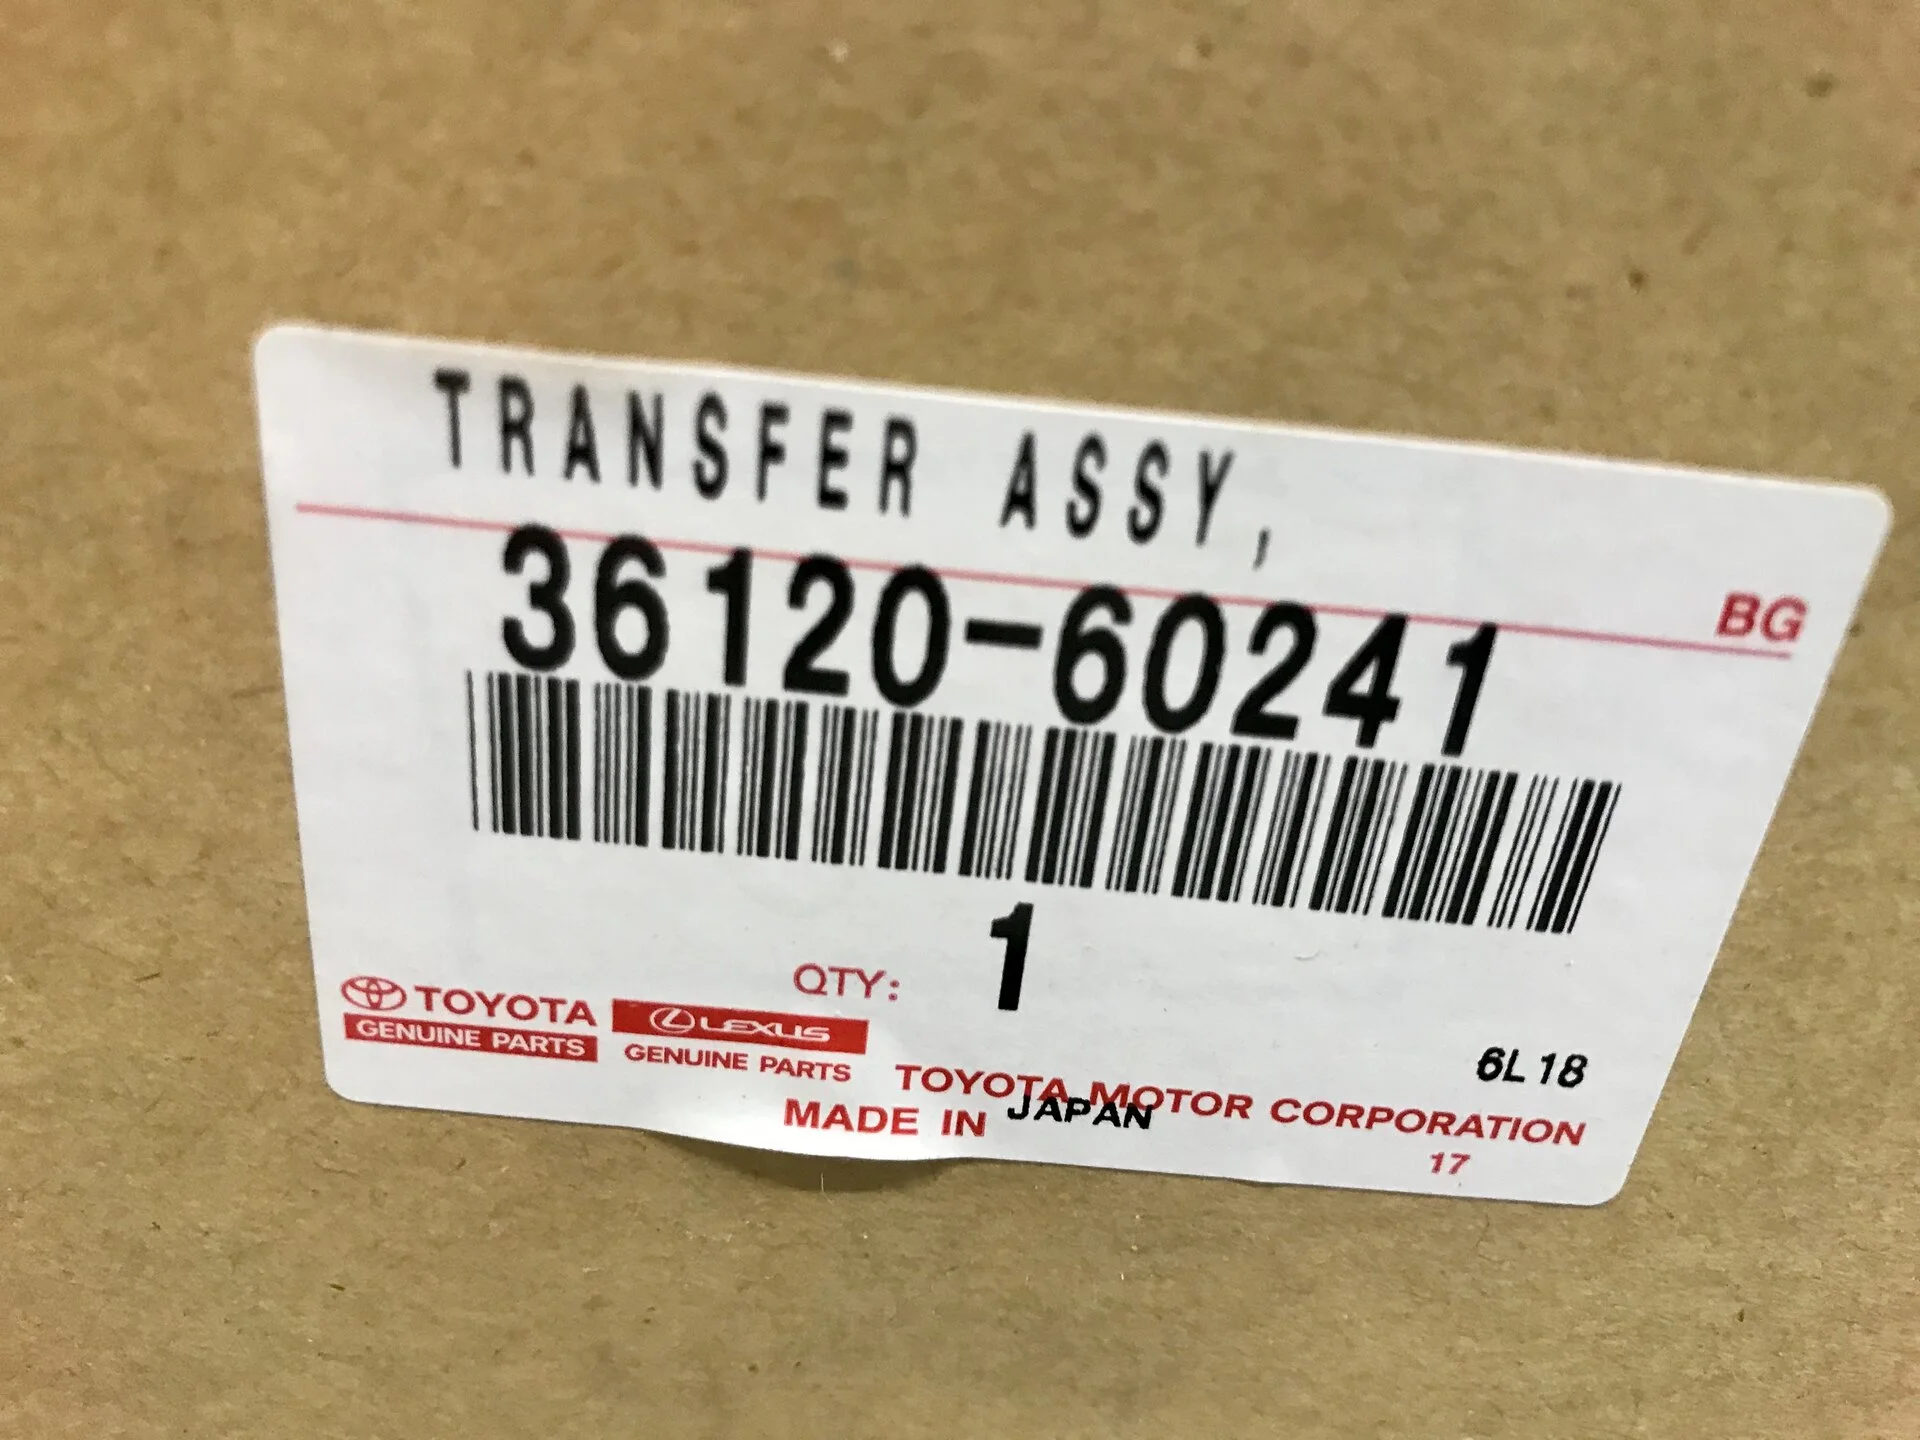 TRANSFER ASSY,
BG
36120-60241
QTY: 1
TOYOTA
GENUINE PARTS
LEXUS
GENUINE PARTS
6L18
TOYOTA MOTOR CORPORATION
MADE IN JAPAN
17